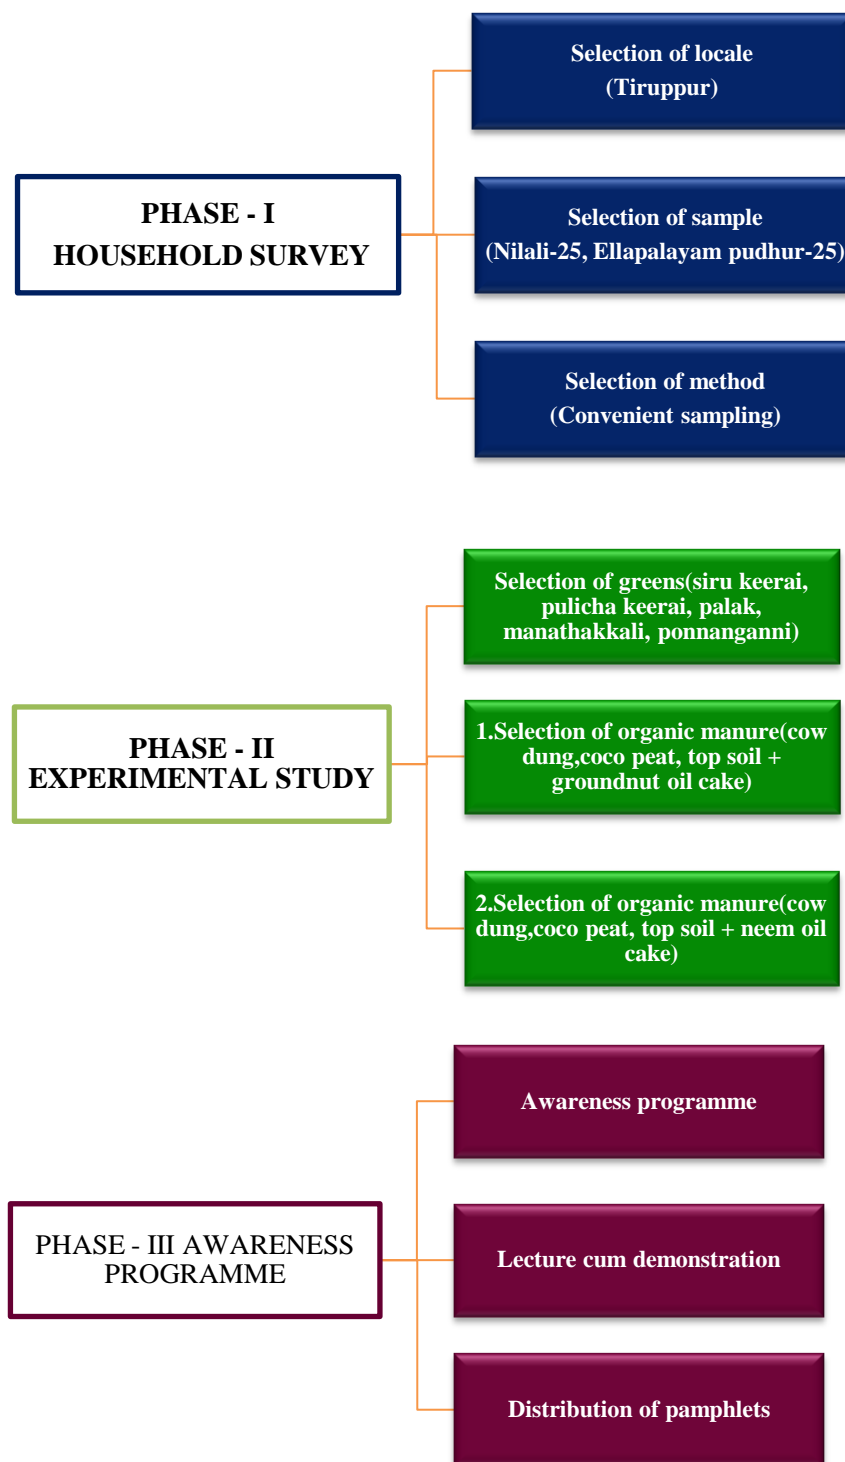 Selection of locale
(Tiruppur)
PHASE - I
HOUSEHOLD SURVEY
Selection of sample
(Nilali-25, Ellapalayam pudhur-25)
Selection of method
(Convenient sampling)
Selection of greens(siru keerai,
pulicha keerai, palak,
manathakkali, ponnanganni)
PHASE - II
EXPERIMENTAL STUDY
1.Selection of organic manure(cow
dung,coco peat, top soil +
groundnut oil cake)
2.Selection of organic manure(cow
dung,coco peat, top soil + neem oil
cake)
Awareness programme
PHASE - III AWARENESS
PROGRAMME
Lecture cum demonstration
Distribution of pamphlets